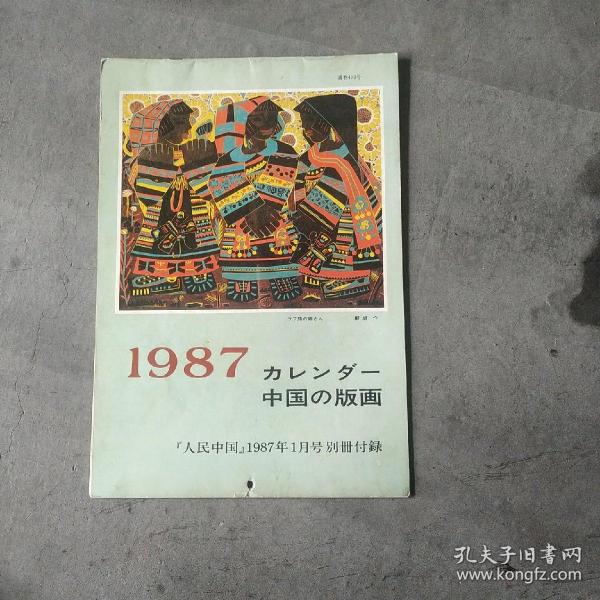 1987
カレンダー
中国の版画
『人民中国』1987年1月号別冊付録
孔夫子旧書网
www.kongfz.com